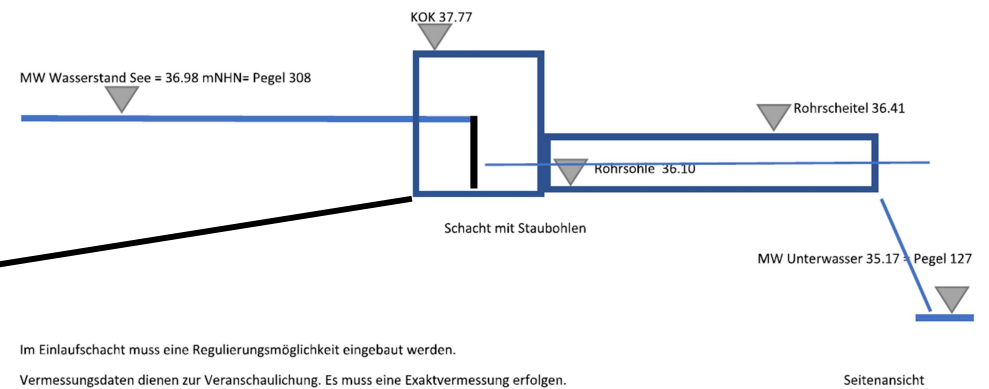 KOK 37.77
MW Wasserstand See = 36.98 mNHN= Pegel 308
Rohrscheitel 36.41
Rohrsohle 36.10
Schacht mit Staubohlen
MW Unterwasser 35.17 = Pegel 127
Im Einlaufschacht muss eine Regulierungsmöglichkeit eingebaut werden.
Vermessungsdaten dienen zur Veranschaulichung. Es muss eine Exaktvermessung erfolgen.
Seitenansicht